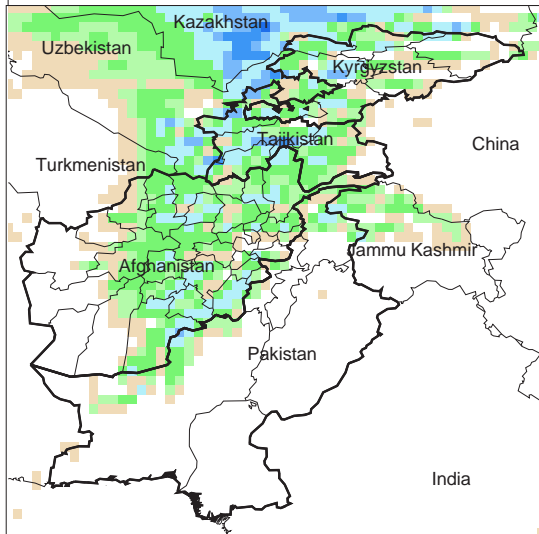 Kazakhstan
Uzbekistan
Kyrgyzstan
Tajikistan
China
Turkmenistan
Jammu Kashmir
Afghanistan
Pakistan
India